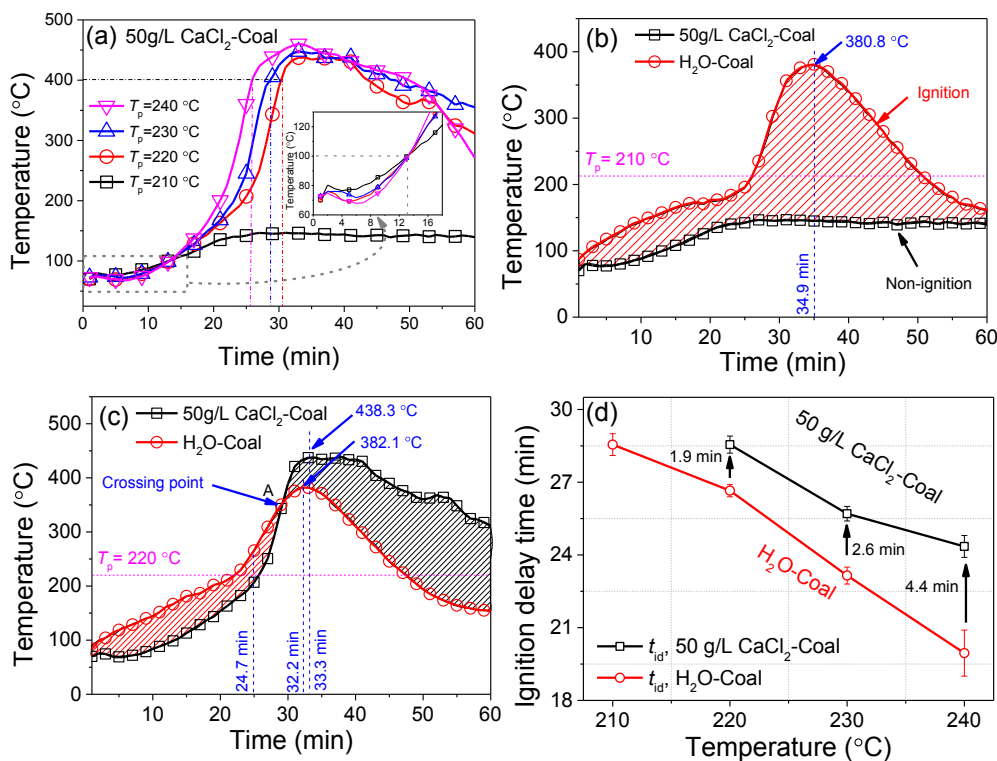 (a) 50g/L CaCl2-Coal
Temperature (°C)
500
400
300
200
100
Tp=240 °C
Tp=230 °C
Tp=220 °C
Tp=210 °C
Temperature (°C)
120
100
80
60
0 4 8 12 16
0 10 20 30 40 50 60
Time (min)
(b)
50g/L CaCl2-Coal
H2O-Coal
380.8 °C
Ignition
Tp = 210 °C
Non-ignition
34.9 min
Temperature (°C)
400
300
200
100
0
10 20 30 40 50 60
Time (min)
(c)
50g/L CaCl2-Coal
H2O-Coal
438.3 °C
382.1 °C
Crossing point
A
Tp = 220 °C
24.7 min
32.2 min
33.3 min
Temperature (°C)
500
400
300
200
100
0
10 20 30 40 50 60
Time (min)
(d)
50 g/L CaCl2-Coal
1.9 min
2.6 min
4.4 min
H2O-Coal
tid, 50 g/L CaCl2-Coal
tid, H2O-Coal
Ignition delay time (min)
30
27
24
21
18
210 220 230 240
Temperature (°C)